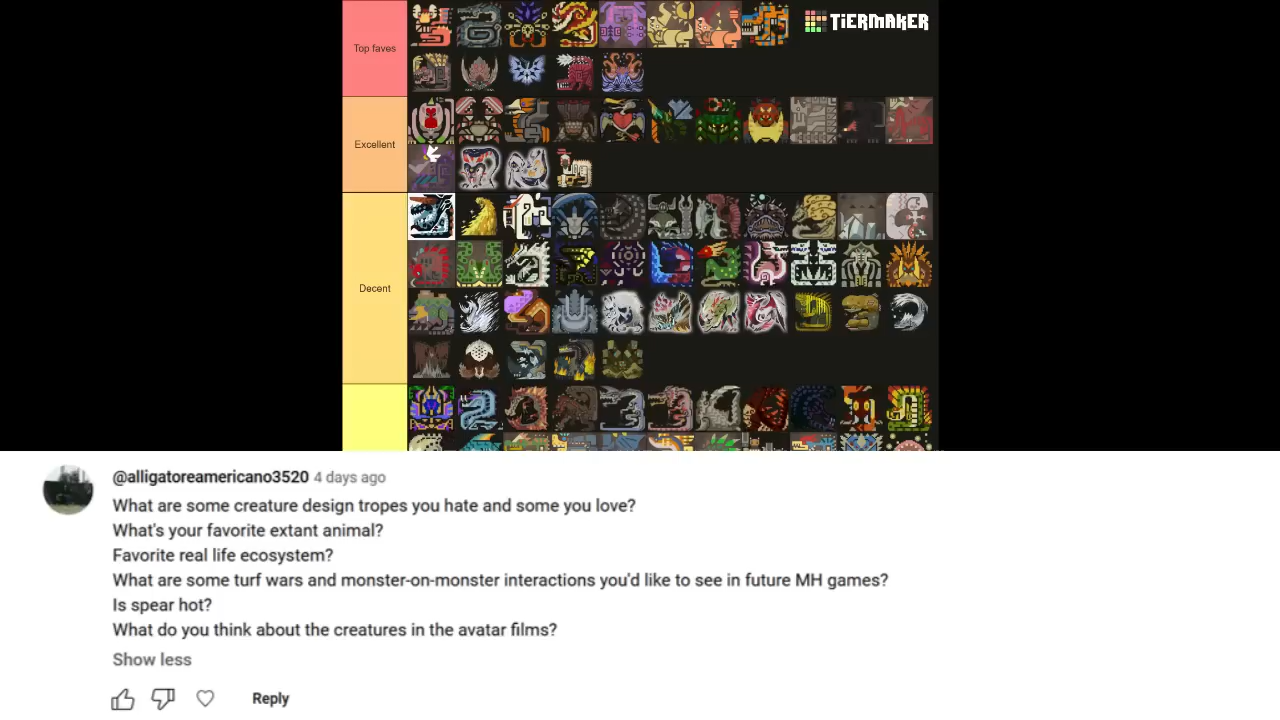 TIERMAKER
Top faves
Excellent
Decent
@alligatoreamericano3520 4 days ago
What are some creature design tropes you hate and some you love?
What's your favorite extant animal?
Favorite real life ecosystem?
What are some turf wars and monster-on-monster interactions you'd like to see in future MH games?
Is spear hot?
What do you think about the creatures in the avatar films?
Show less
Reply